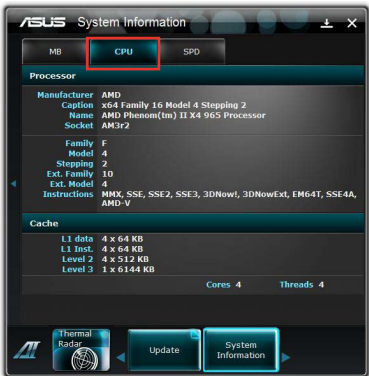 ASUS System Information
MB CPU SPD
Processor
Manufacturer AMD
Caption x64 Family 16 Model 4 Stepping 2
Name AMD Phenom(tm) II X4 965 Processor
Socket AM3r2
Family F
Model 4
Stepping 2
Ext. Family 10
Ext. Model 4
Instructions MMX, SSE, SSE2, SSE3, 3DNow!, 3DNowExt, EM64T, SSE4A,
AMD-V
Cache
L1 data 4 x 64 KB
L1 Inst. 4 x 64 KB
Level 2 4 x 512 KB
Level 3 1 x 6144 KB
Cores 4 Threads 4
Thermal
Radar
Update
System
Information